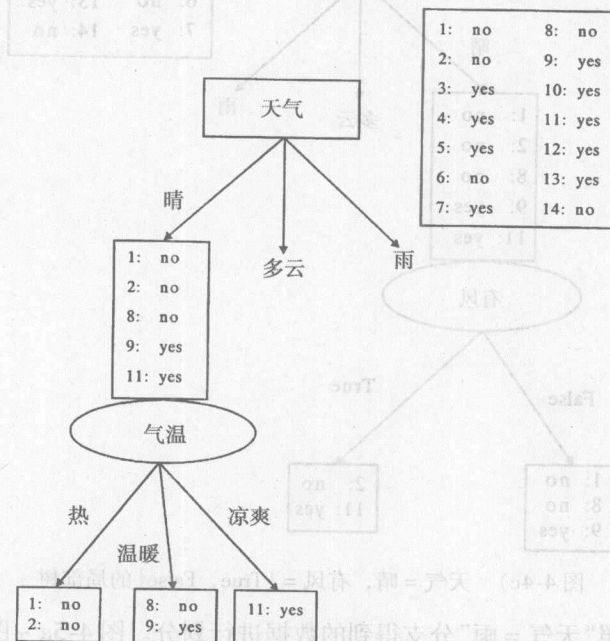 1: no 8: no
2: no 9: yes
3: yes 10: yes
4: yes 11: yes
5: yes 12: yes
6: no 13: yes
7: yes 14: no
天气
晴
多云
雨
1: no
2: no
8: no
9: yes
11: yes
气温
热
温暖
凉爽
1: no
2: no
8: no
9: yes
11: yes